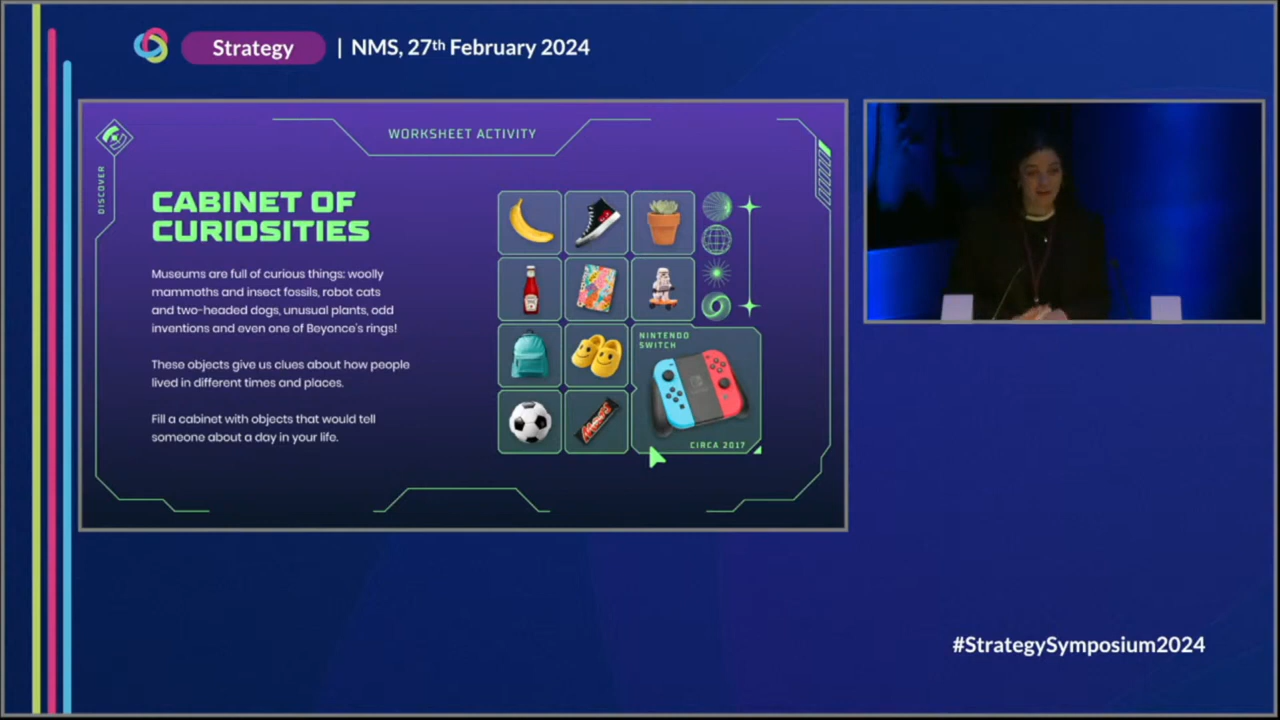 Strategy | NMS, 27th February 2024
WORKSHEET ACTIVITY
DISCOVER
CABINET OF
CURIOSITIES
Museums are full of curious things: woolly
mammoths and insect fossils, robot cats
and two-headed dogs, unusual plants, odd
inventions and even one of Beyonce's rings!
These objects give us clues about how people
lived in different times and places.
Fill a cabinet with objects that would tell
someone about a day in your life.
NINTENDO
SWITCH
CIRCA 2017
#StrategySymposium2024